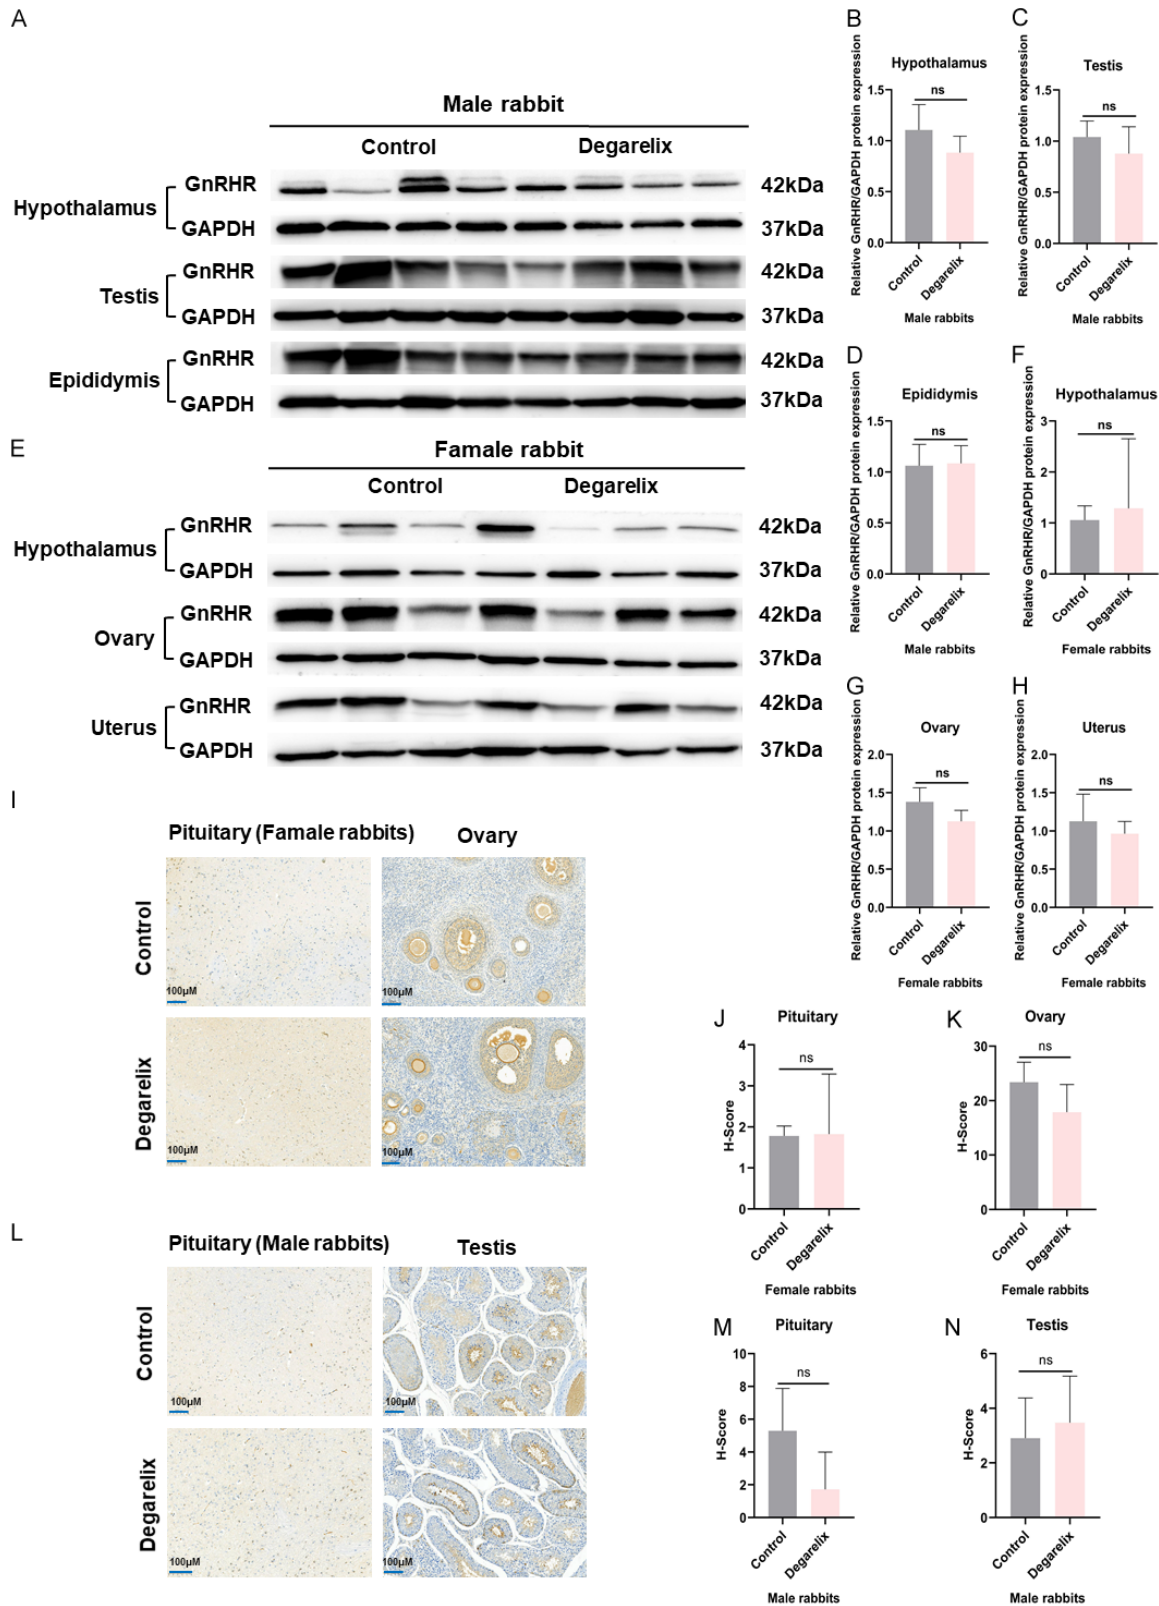 A
Male rabbit
Control Degarelix
Hypothalamus
GnRHR 42kDa
GAPDH 37kDa
Testis
GnRHR 42kDa
GAPDH 37kDa
Epididymis
GnRHR 42kDa
GAPDH 37kDa
B
Hypothalamus
Relative GnRHR/GAPDH protein expression
1.5
1.0
0.5
0.0
ns
Control
Degarelix
Male rabbits
C
Testis
Relative GnRHR/GAPDH protein expression
1.5
1.0
0.5
0.0
ns
Control
Degarelix
Male rabbits
D
Epididymis
Relative GnRHR/GAPDH protein expression
1.5
1.0
0.5
0.0
ns
Control
Degarelix
Male rabbits
E
Famale rabbit
Control Degarelix
Hypothalamus
GnRHR 42kDa
GAPDH 37kDa
Ovary
GnRHR 42kDa
GAPDH 37kDa
Uterus
GnRHR 42kDa
GAPDH 37kDa
F
Hypothalamus
Relative GnRHR/GAPDH protein expression
3
2
1
0
ns
Control
Degarelix
Female rabbits
G
Ovary
Relative GnRHR/GAPDH protein expression
2.0
1.5
1.0
0.5
0.0
ns
Control
Degarelix
Female rabbits
H
Uterus
Relative GnRHR/GAPDH protein expression
2.0
1.5
1.0
0.5
0.0
ns
Control
Degarelix
Female rabbits
I
Pituitary (Famale rabbits) Ovary
Control
100μM 100μM
Degarelix
100μM 100μM
J
Pituitary
H-Score
4
3
2
1
0
ns
Control
Degarelix
Female rabbits
K
Ovary
H-Score
30
20
10
0
ns
Control
Degarelix
Female rabbits
L
Pituitary (Male rabbits) Testis
Control
100μM 100μM
Degarelix
100μM 100μM
M
Pituitary
H-Score
10
8
6
4
2
0
ns
Control
Degarelix
Male rabbits
N
Testis
H-Score
6
4
2
0
ns
Control
Degarelix
Male rabbits